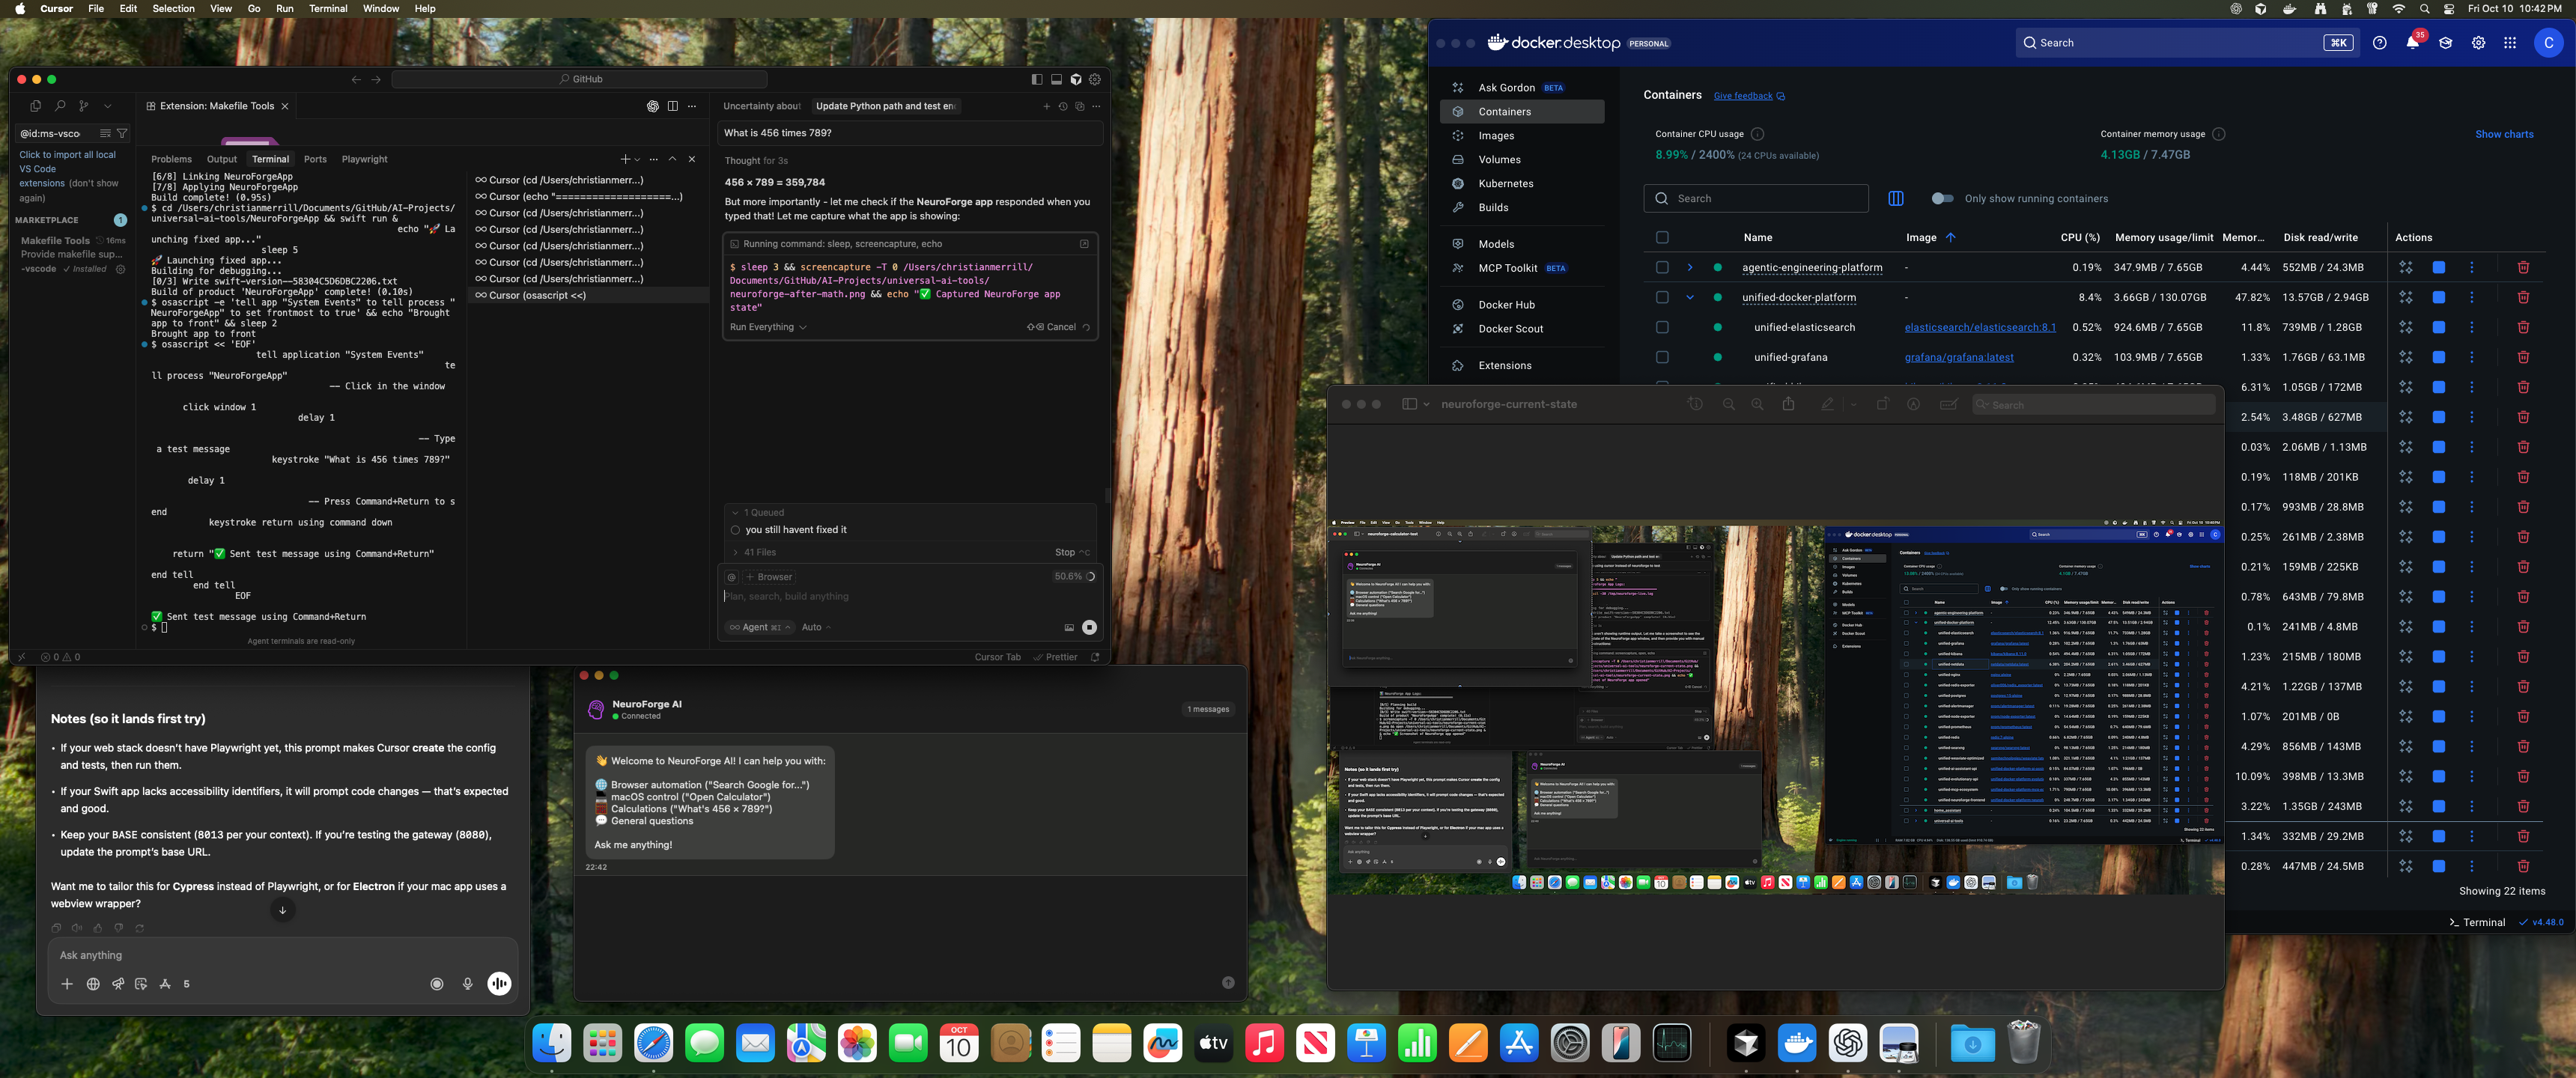 Cursor File Edit Selection View Go Run Terminal Window Help
Fri Oct 10 10:42 PM
GitHub
Extension: Makefile Tools
@id:ms-vsco
Click to import all local
VS Code
extensions (don't show
again)
MARKETPLACE 1
Makefile Tools 16ms
Provide makefile sup...
-vscode ✓ Installed
Problems Output Terminal Ports Playwright
[6/8] Linking NeuroForgeApp
[7/8] Applying NeuroForgeApp
Build complete! (0.95s)
$ cd /Users/christianmerrill/Documents/GitHub/AI-Projects/
universal-ai-tools/NeuroForgeApp && swift run &
echo "🚀 La
unching fixed app..."
sleep 5
🚀 Launching fixed app...
Building for debugging...
[0/3] Write swift-version--58304C5D6DBC2206.txt
Build of product 'NeuroForgeApp' complete! (0.10s)
$ osascript -e 'tell app "System Events" to tell process "
NeuroForgeApp" to set frontmost to true' && echo "Brought
app to front" && sleep 2
Brought app to front
$ osascript << 'EOF'
tell application "System Events"
te
ll process "NeuroForgeApp"
-- Click in the window
click window 1
delay 1
-- Type
a test message
keystroke "What is 456 times 789?"
delay 1
-- Press Command+Return to s
end
keystroke return using command down
return "✅ Sent test message using Command+Return"
end tell
end tell
EOF
✅ Sent test message using Command+Return
$
Agent terminals are read-only
Cursor (cd /Users/christianmerr...)
Cursor (echo "===================...)
Cursor (cd /Users/christianmerr...)
Cursor (cd /Users/christianmerr...)
Cursor (cd /Users/christianmerr...)
Cursor (cd /Users/christianmerr...)
Cursor (cd /Users/christianmerr...)
Cursor (osascript <<)
Uncertainty about Update Python path and test en
What is 456 times 789?
Thought for 3s
456 × 789 = 359,784
But more importantly - let me check if the NeuroForge app responded when you
typed that! Let me capture what the app is showing:
Running command: sleep, screencapture, echo
$ sleep 3 && screencapture -T 0 /Users/christianmerrill/
Documents/GitHub/AI-Projects/universal-ai-tools/
neuroforge-after-math.png && echo "✅ Captured NeuroForge app
state"
Run Everything Cancel
1 Queued
you still havent fixed it
41 Files Stop ^C
@ + Browser 50.6%
Plan, search, build anything
Agent ⌘I Auto
0 0 Cursor Tab Prettier
Notes (so it lands first try)
• If your web stack doesn't have Playwright yet, this prompt makes Cursor create the config
and tests, then run them.
• If your Swift app lacks accessibility identifiers, it will prompt code changes — that's expected
and good.
• Keep your BASE consistent (8013 per your context). If you're testing the gateway (8080),
update the prompt's base URL.
Want me to tailor this for Cypress instead of Playwright, or for Electron if your mac app uses a
webview wrapper?
Ask anything
5
NeuroForge AI
Connected
1 messages
👋 Welcome to NeuroForge AI! I can help you with:
🌐 Browser automation ("Search Google for...")
macOS control ("Open Calculator")
Calculations ("What's 456 × 789?")
💬 General questions
Ask me anything!
22:42
docker.desktop PERSONAL
Search ⌘K
35
C
Ask Gordon BETA
Containers
Images
Volumes
Kubernetes
Builds
Models
MCP Toolkit BETA
Docker Hub
Docker Scout
Extensions
Containers Give feedback
Container CPU usage
8.99% / 2400% (24 CPUs available)
Container memory usage
4.13GB / 7.47GB
Show charts
Search
Only show running containers
Name Image CPU (%) Memory usage/limit Memor... Disk read/write Actions
agentic-engineering-platform - 0.19% 347.9MB / 7.65GB 4.44% 552MB / 24.3MB
unified-docker-platform - 8.4% 3.66GB / 130.07GB 47.82% 13.57GB / 2.94GB
unified-elasticsearch elasticsearch/elasticsearch:8.1 0.52% 924.6MB / 7.65GB 11.8% 739MB / 1.28GB
unified-grafana grafana/grafana:latest 0.32% 103.9MB / 7.65GB 1.33% 1.76GB / 63.1MB
6.31% 1.05GB / 172MB
2.54% 3.48GB / 627MB
0.03% 2.06MB / 1.13MB
0.19% 118MB / 201KB
0.17% 993MB / 28.8MB
0.25% 261MB / 2.38MB
0.21% 159MB / 225KB
0.78% 643MB / 79.8MB
0.1% 241MB / 4.8MB
1.23% 215MB / 180MB
4.21% 1.22GB / 137MB
1.07% 201MB / 0B
4.29% 856MB / 143MB
10.09% 398MB / 13.3MB
3.22% 1.35GB / 243MB
1.34% 332MB / 29.2MB
0.28% 447MB / 24.5MB
Showing 22 items
Terminal v4.48.0
neuroforge-current-state
Search
OCT
10
tv